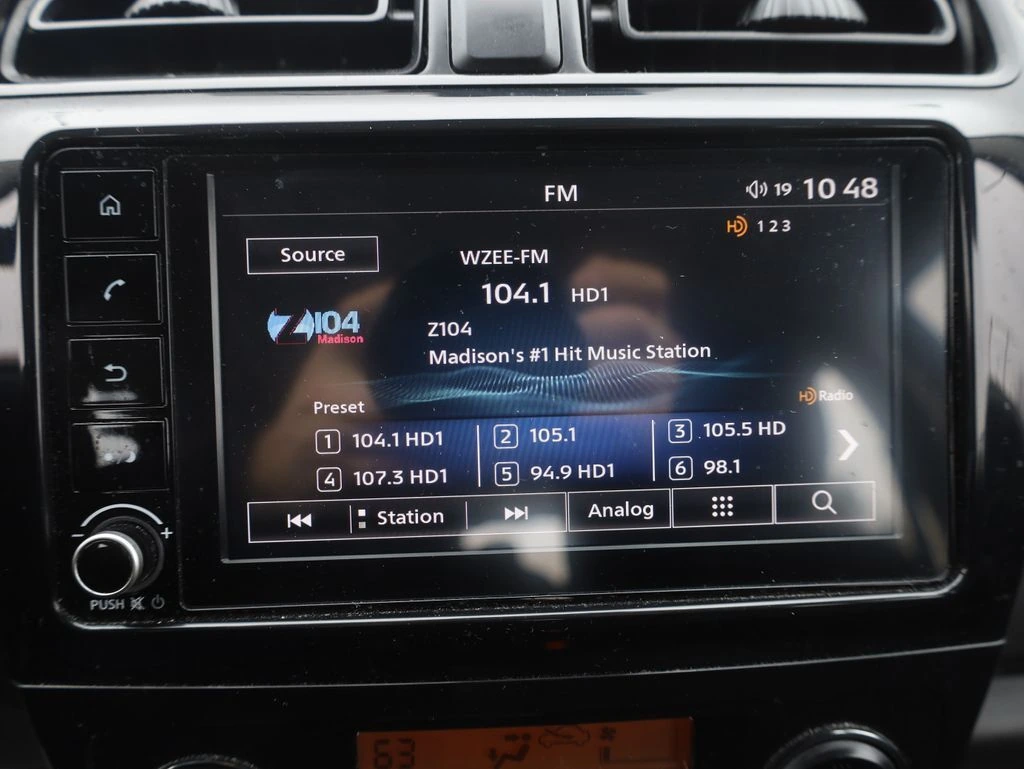 FM
19 10 48
HD 1 2 3
Source
WZEE-FM
104.1 HD1
Z104
Madison
Z104
Madison's #1 Hit Music Station
HD Radio
Preset
1 104.1 HD1 2 105.1 3 105.5 HD
4 107.3 HD1 5 94.9 HD1 6 98.1
Station Analog
- +
PUSH
63